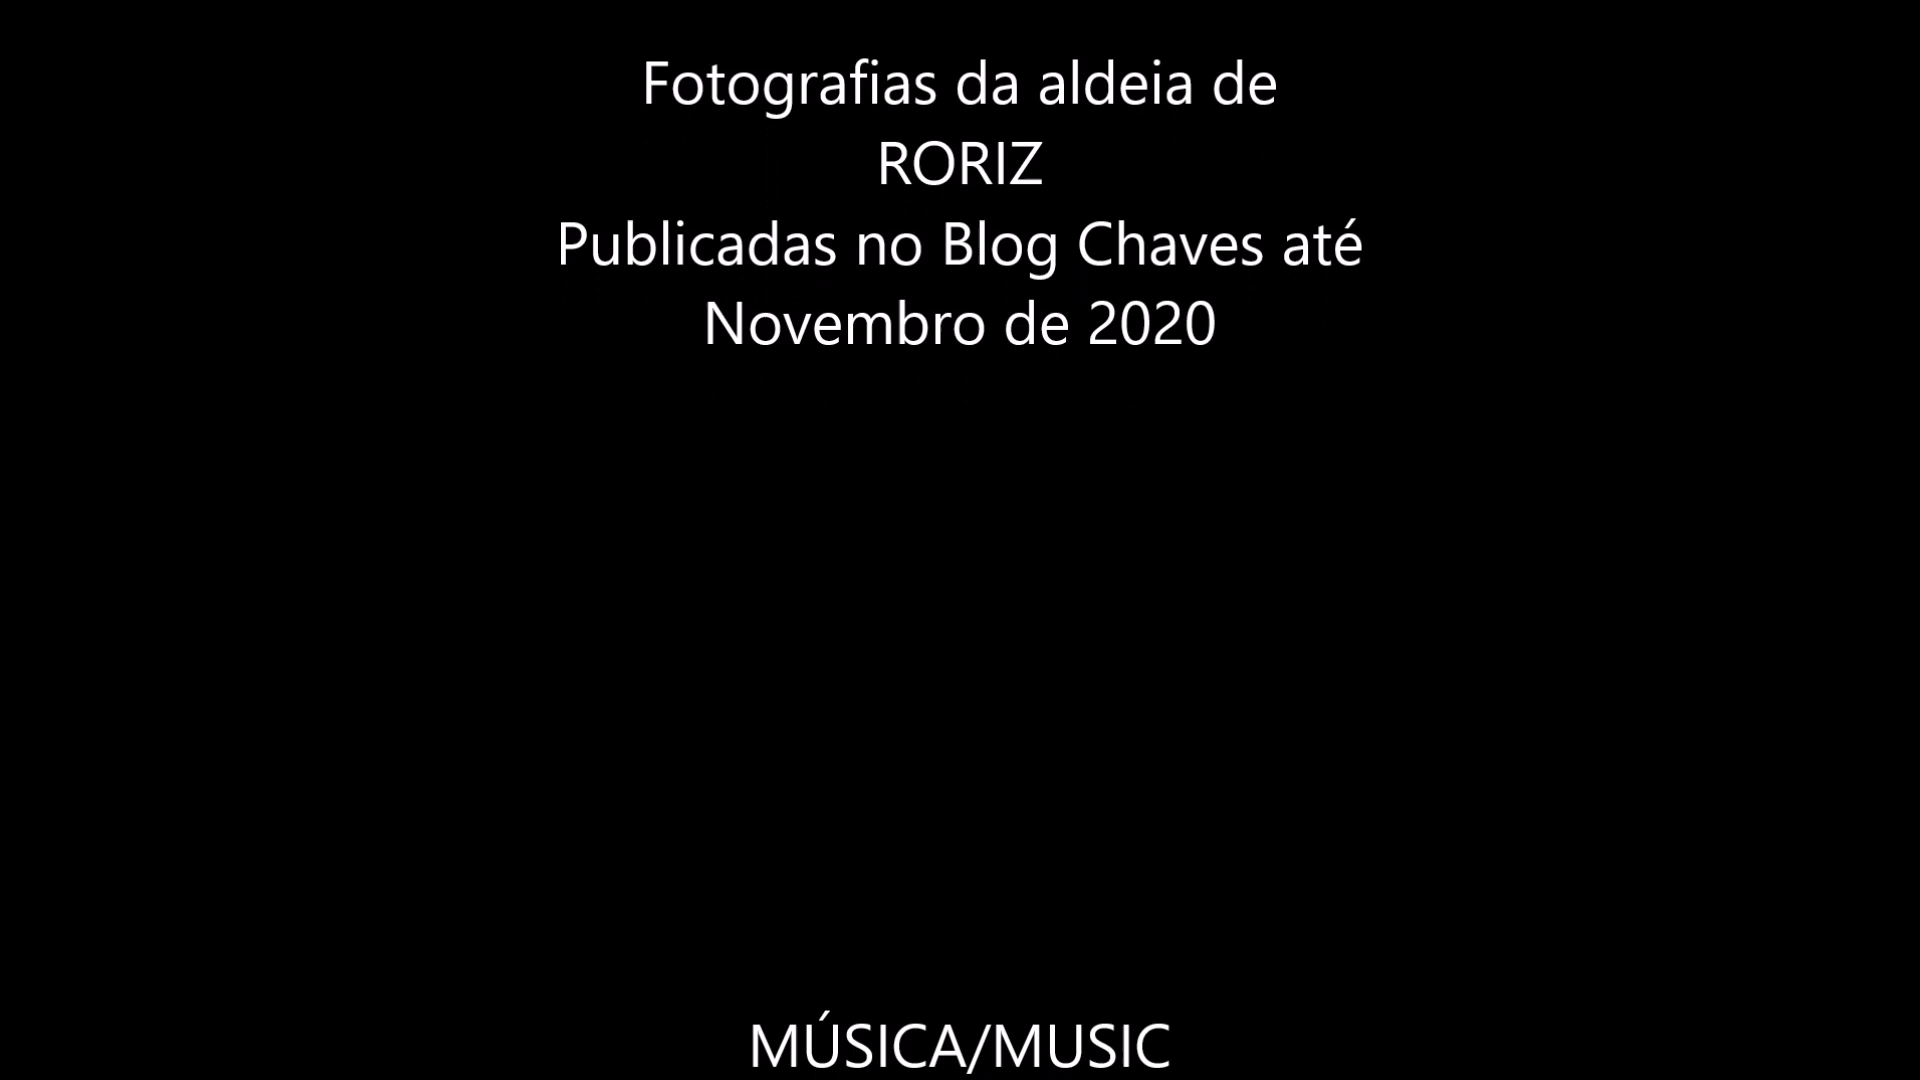 Fotografias da aldeia de
RORIZ
Publicadas no Blog Chaves até
Novembro de 2020
MÚSICA/MUSIC